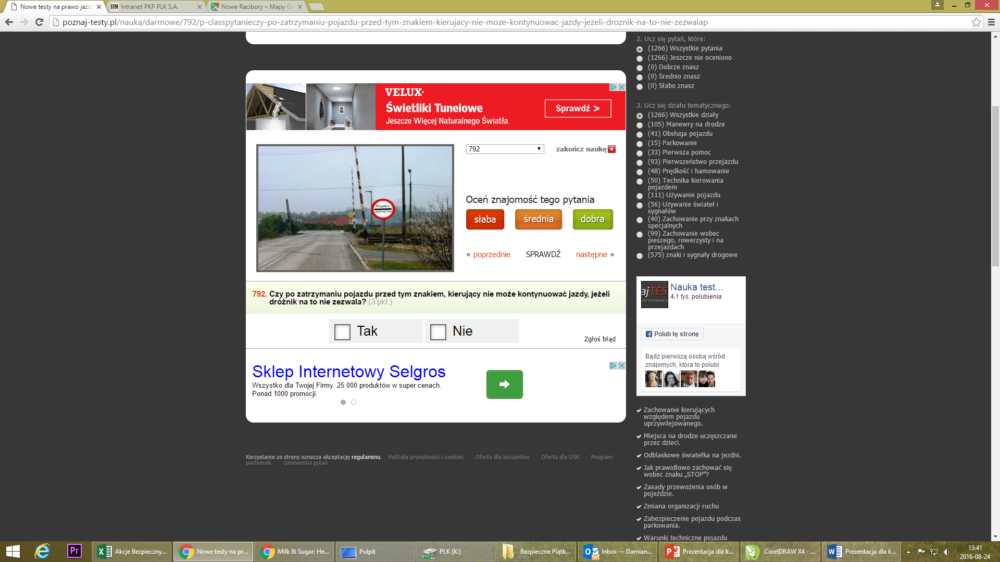 Nowe testy na prawo jazd
Intranet PKP PLK S.A.
Nowe Racibory – Mapy Go
poznaj-testy.pl/nauka/darmowe/792/p-classpytanieczy-po-zatrzymaniu-pojazdu-przed-tym-znakiem-kierujacy-nie-moze-kontynuowac-jazdy-jezeli-droznik-na-to-nie-zezwalap
VELUX®
Świetliki Tunelowe
Jeszcze Więcej Naturalnego Światła
Sprawdź >
792
zakończ naukę
Rogatka
uszkodzona
Oceń znajomość tego pytania
słaba
średnia
dobra
« poprzednie
SPRAWDŹ
następne »
792. Czy po zatrzymaniu pojazdu przed tym znakiem, kierujący nie może kontynuować jazdy, jeżeli
dróżnik na to nie zezwala? (3 pkt.)
Tak
Nie
Zgłoś błąd
Sklep Internetowy Selgros
Wszystko dla Twojej Firmy. 25 000 produktów w super cenach.
Ponad 1000 promocji.
Korzystanie ze strony oznacza akceptację regulaminu. Polityka prywatności i cookies Oferta dla kursantów Oferta dla OSK Program
partnerski Omówienia pytań
2. Ucz się pytań, które:
(1266) Wszystkie pytania
(1266) Jeszcze nie oceniono
(0) Dobrze znasz
(0) Średnio znasz
(0) Słabo znasz
3. Ucz się działu tematycznego:
(1266) Wszystkie działy
(105) Manewry na drodze
(41) Obsługa pojazdu
(15) Parkowanie
(33) Pierwsza pomoc
(93) Pierwszeństwo przejazdu
(48) Prędkość i hamowanie
(50) Technika kierowania
pojazdem
(111) Używanie pojazdu
(56) Używanie świateł i
sygnałów
(40) Zachowanie przy znakach
specjalnych
(99) Zachowanie wobec
pieszego, rowerzysty i na
przejazdach
(575) znaki i sygnały drogowe
ajTES
Nauka test…
4,1 tys. polubienia
Polub tę stronę
Bądź pierwszą osobą wśród
znajomych, która to polubi
Zachowanie kierujących
względem pojazdu
uprzywilejowanego.
Miejsca na drodze uczęszczane
przez dzieci.
Odblaskowe światełka na jezdni.
Jak prawidłowo zachować się
wobec znaku „STOP”?
Zasady przewożenia osób w
pojeździe.
Zmiana organizacji ruchu
Zabezpieczenie pojazdu podczas
parkowania.
Warunki techniczne pojazdu
Pr
Akcje Bezpieczny...
Nowe testy na pr...
Milk & Sugar: He...
Pulpit
PLK (K:)
Bezpieczne Piątk...
Inbox — Damian...
Prezentacja dla k...
CorelDRAW X4 - ...
Prezentacja dla k...
13:41
2016-08-24